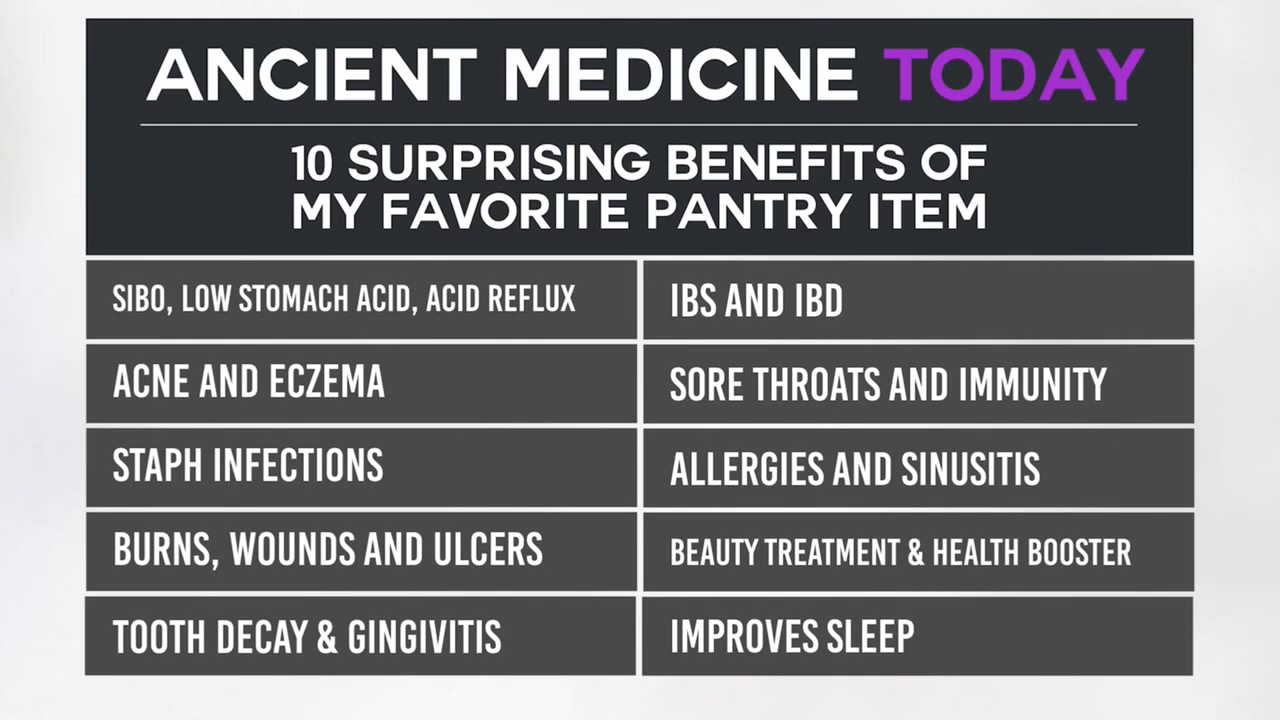 ANCIENT MEDICINE TODAY
10 SURPRISING BENEFITS OF
MY FAVORITE PANTRY ITEM
SIBO, LOW STOMACH ACID, ACID REFLUX
IBS AND IBD
ACNE AND ECZEMA
SORE THROATS AND IMMUNITY
STAPH INFECTIONS
ALLERGIES AND SINUSITIS
BURNS, WOUNDS AND ULCERS
BEAUTY TREATMENT & HEALTH BOOSTER
TOOTH DECAY & GINGIVITIS
IMPROVES SLEEP